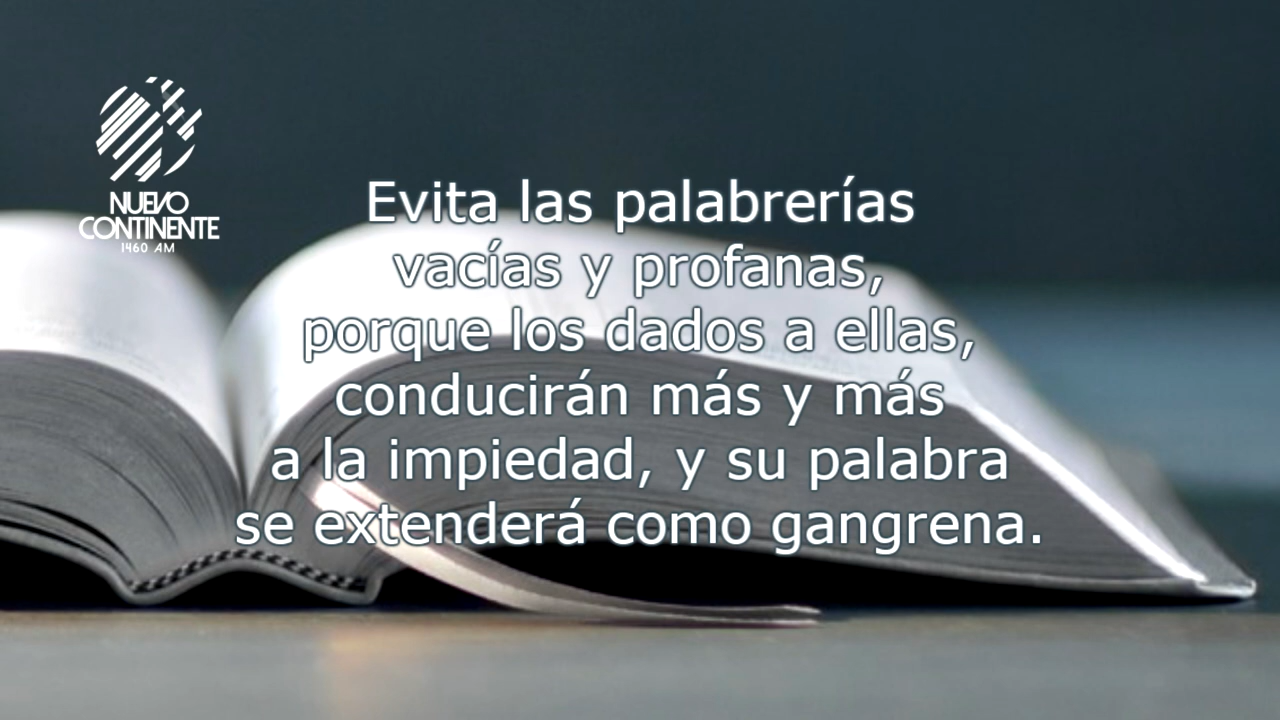 NUEVO
CONTINENTE
1460 AM
Evita las palabrerías
vacías y profanas,
porque los dados a ellas,
conducirán más y más
a la impiedad, y su palabra
se extenderá como gangrena.